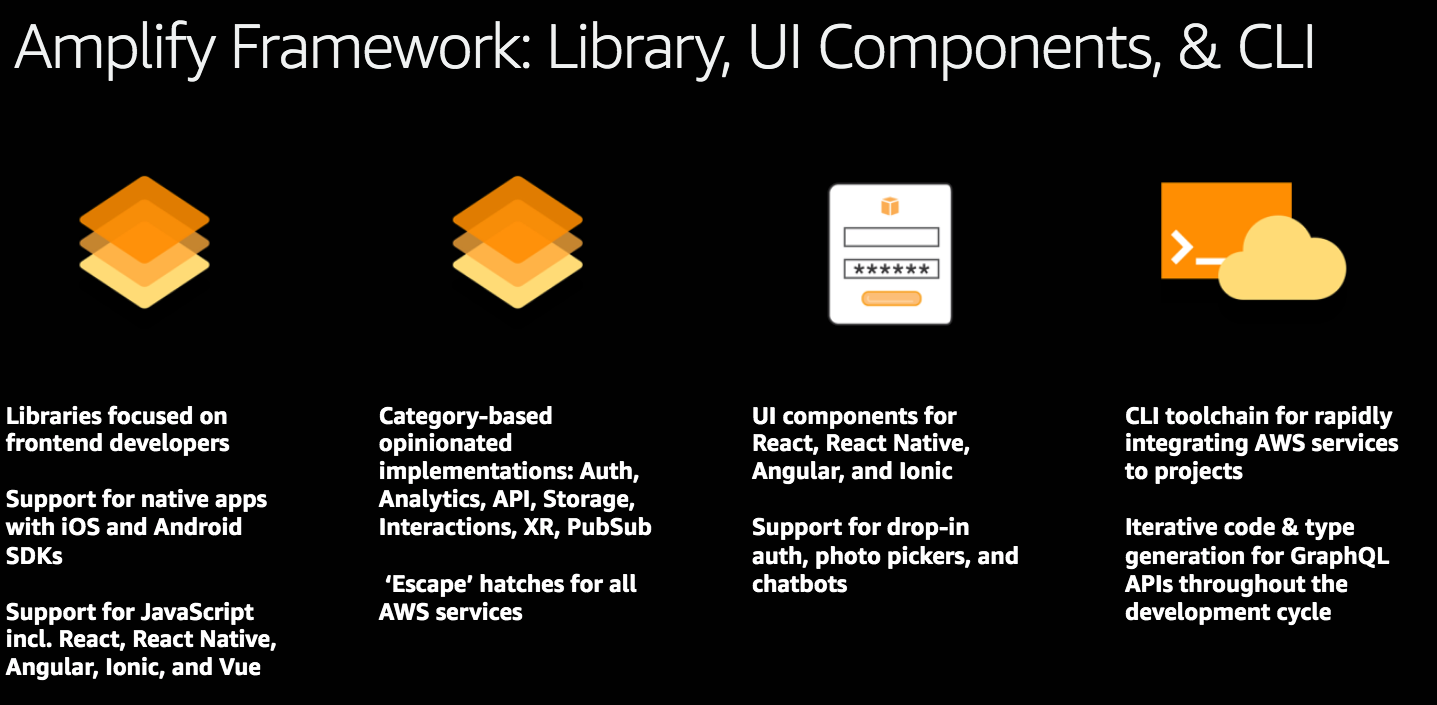 Amplify Framework: Library, UI Components, & CLI
******
>_
Libraries focused on
frontend developers
Support for native apps
with iOS and Android
SDKs
Support for JavaScript
incl. React, React Native,
Angular, Ionic, and Vue
Category-based
opinionated
implementations: Auth,
Analytics, API, Storage,
Interactions, XR, PubSub
‘Escape’ hatches for all
AWS services
UI components for
React, React Native,
Angular, and Ionic
Support for drop-in
auth, photo pickers, and
chatbots
CLI toolchain for rapidly
integrating AWS services
to projects
Iterative code & type
generation for GraphQL
APIs throughout the
development cycle